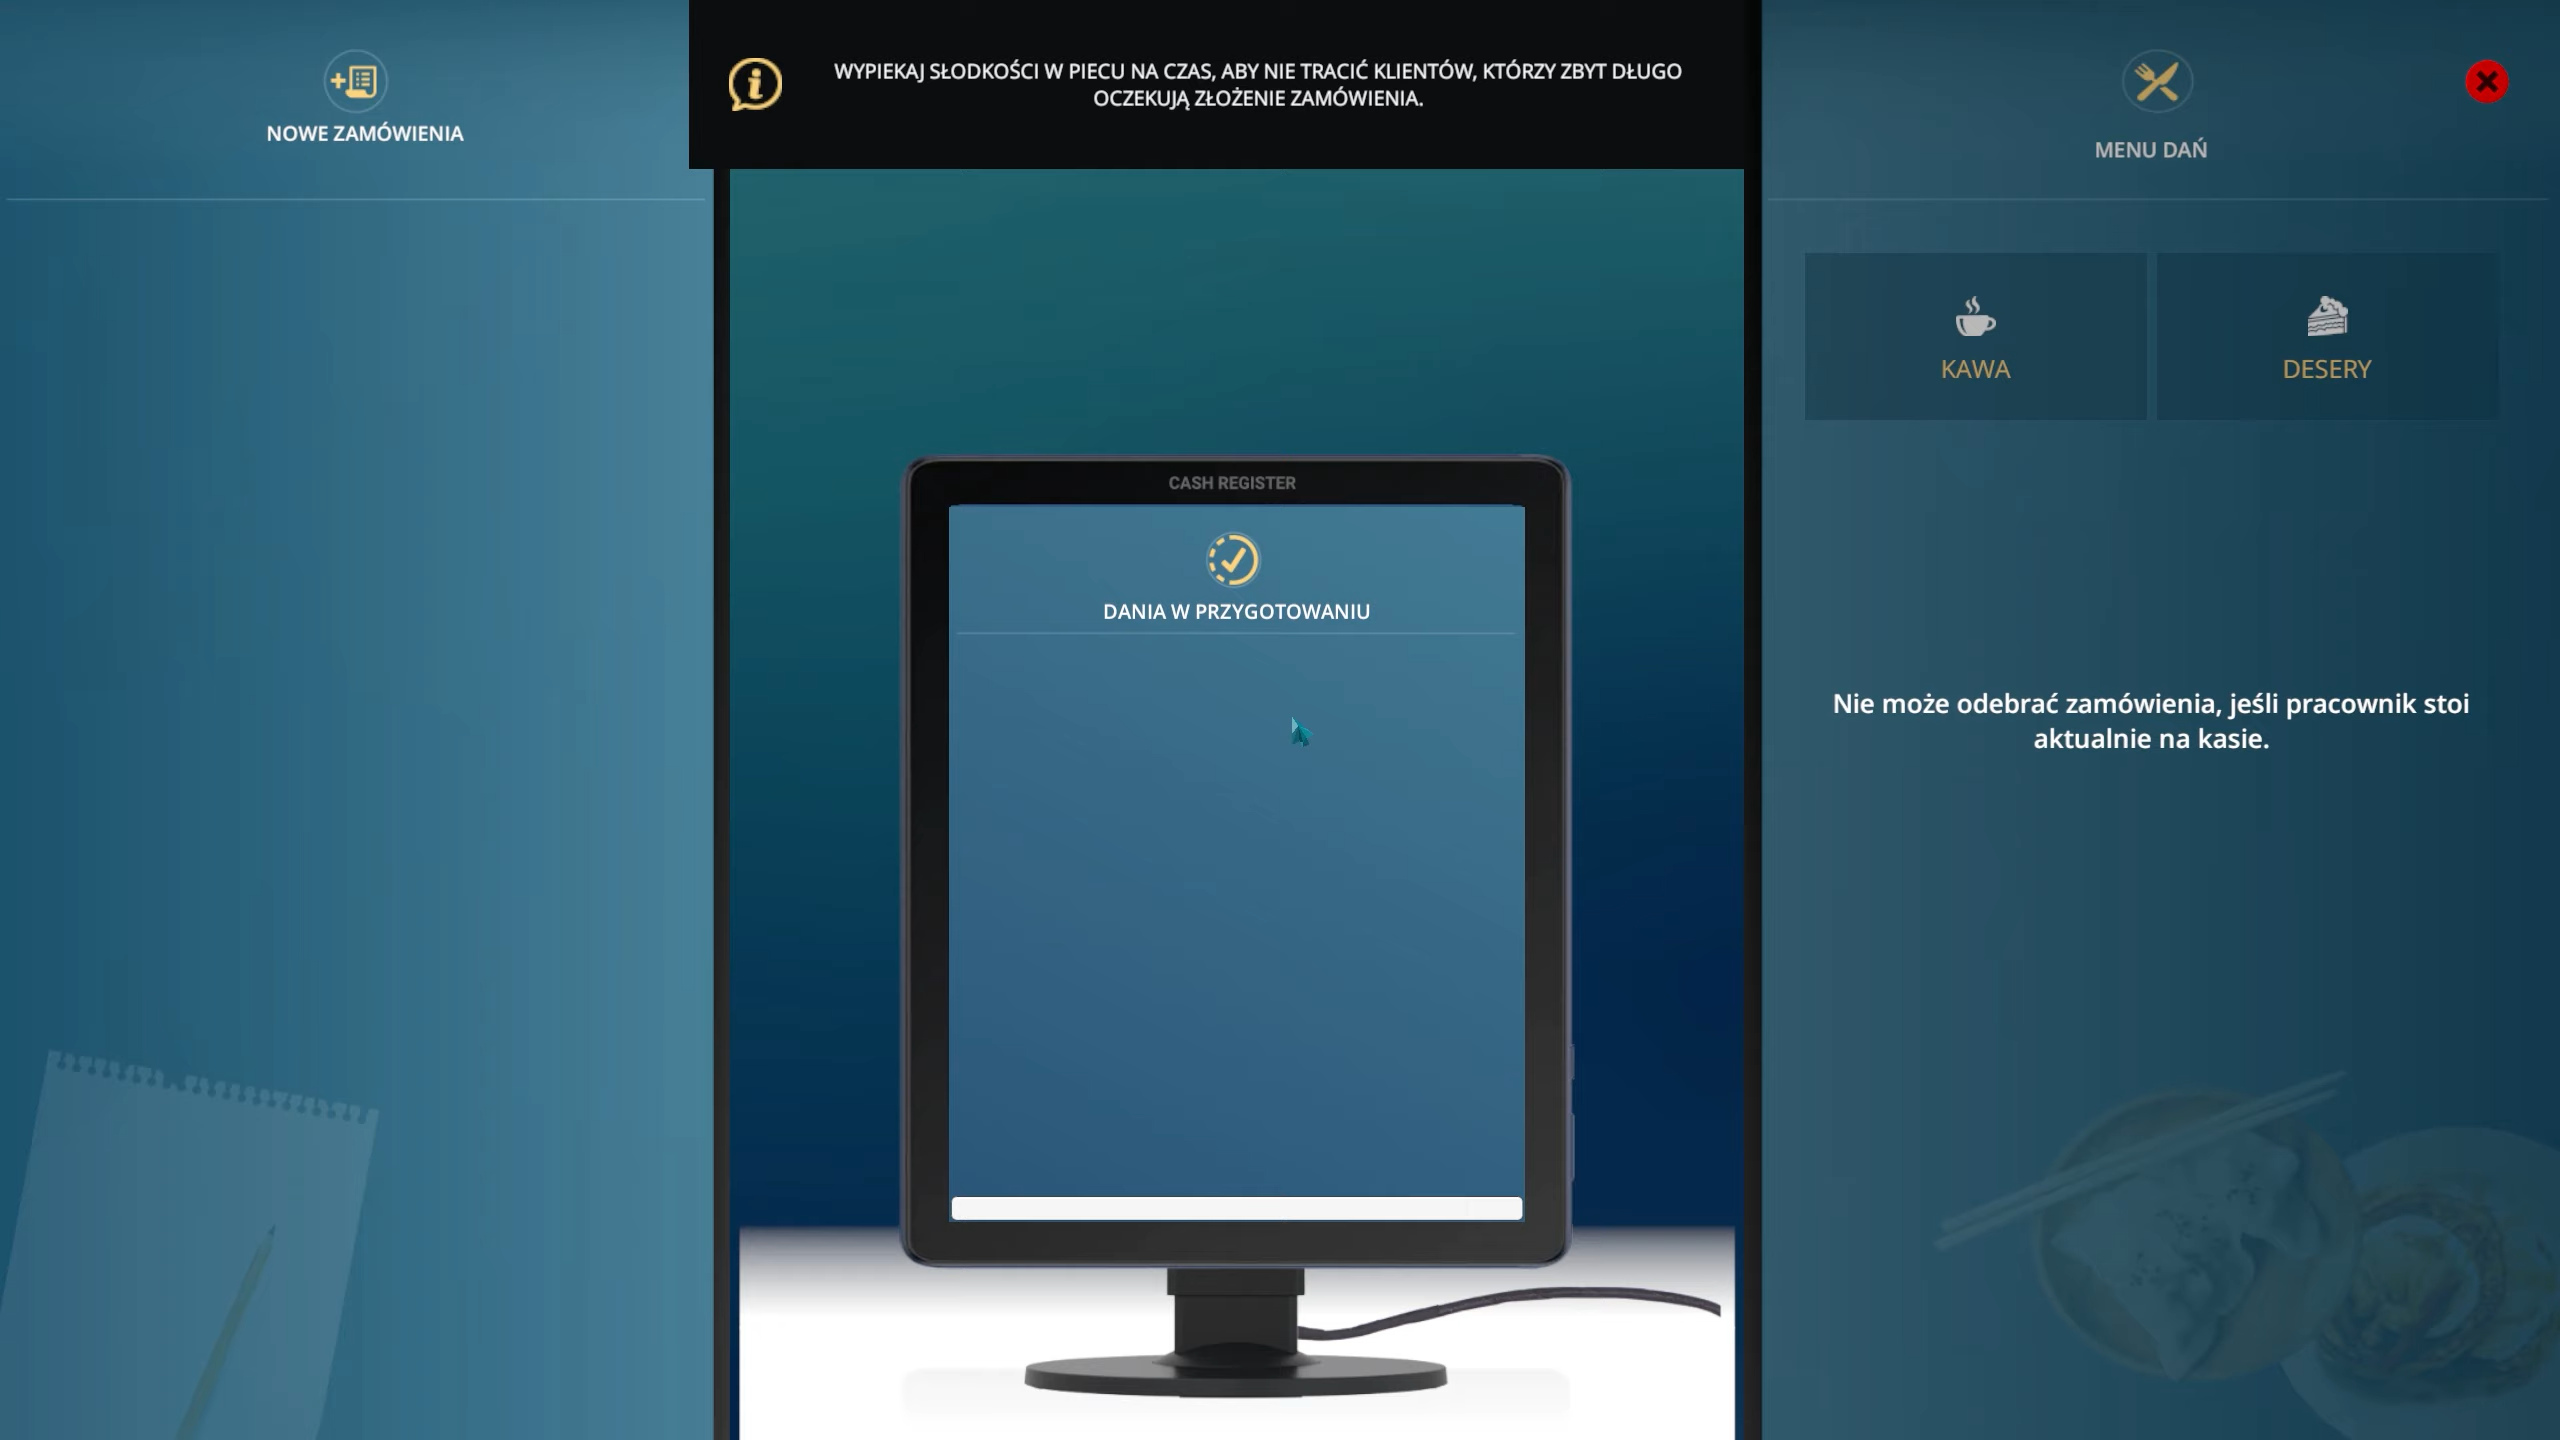 NOWE ZAMÓWIENIA
WYPIEKAJ SŁODKOŚCI W PIECU NA CZAS, ABY NIE TRACIĆ KLIENTÓW, KTÓRZY ZBYT DŁUGO
OCZEKUJĄ ZŁOŻENIE ZAMÓWIENIA.
MENU DAŃ
KAWA
DESERY
CASH REGISTER
DANIA W PRZYGOTOWANIU
Nie może odebrać zamówienia, jeśli pracownik stoi
aktualnie na kasie.